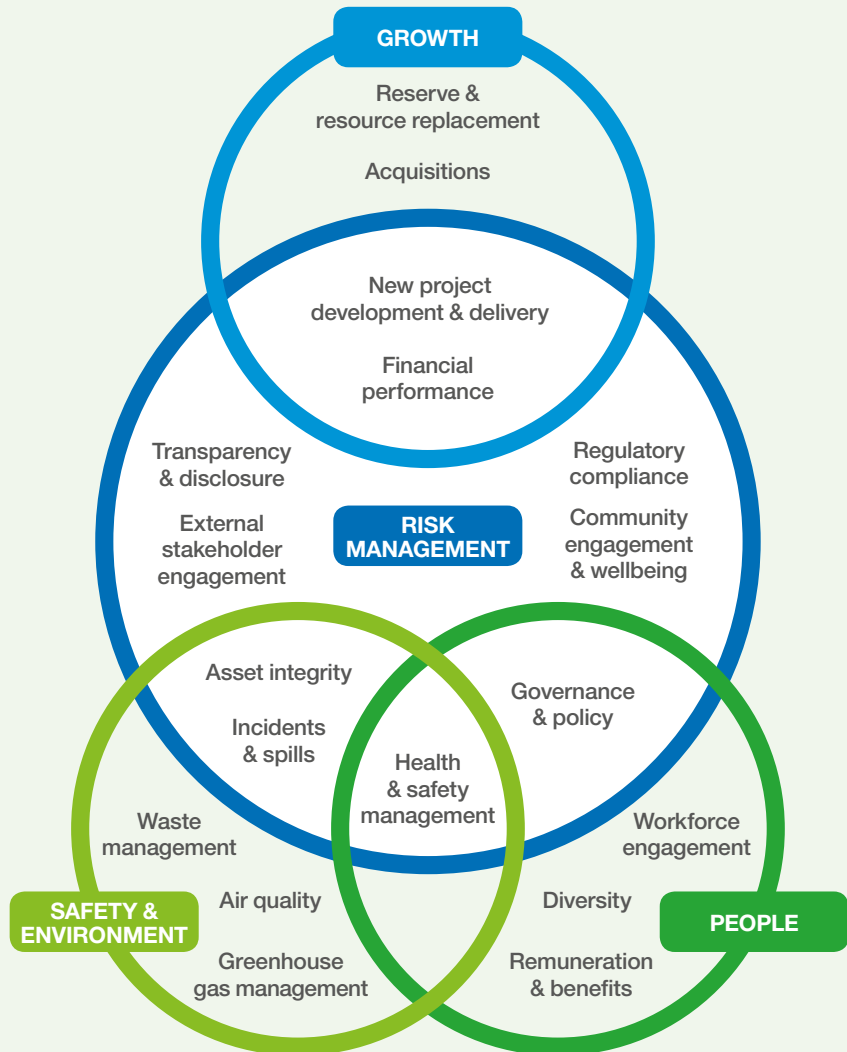 GROWTH
Reserve &
resource replacement
Acquisitions
New project
development & delivery
Financial
performance
Transparency
& disclosure
External
stakeholder
engagement
RISK
MANAGEMENT
Regulatory
compliance
Community
engagement
& wellbeing
Asset integrity
Incidents
& spills
Governance
& policy
Health
& safety
management
Waste
management
Air quality
Greenhouse
gas management
SAFETY &
ENVIRONMENT
Workforce
engagement
Diversity
Remuneration
& benefits
PEOPLE